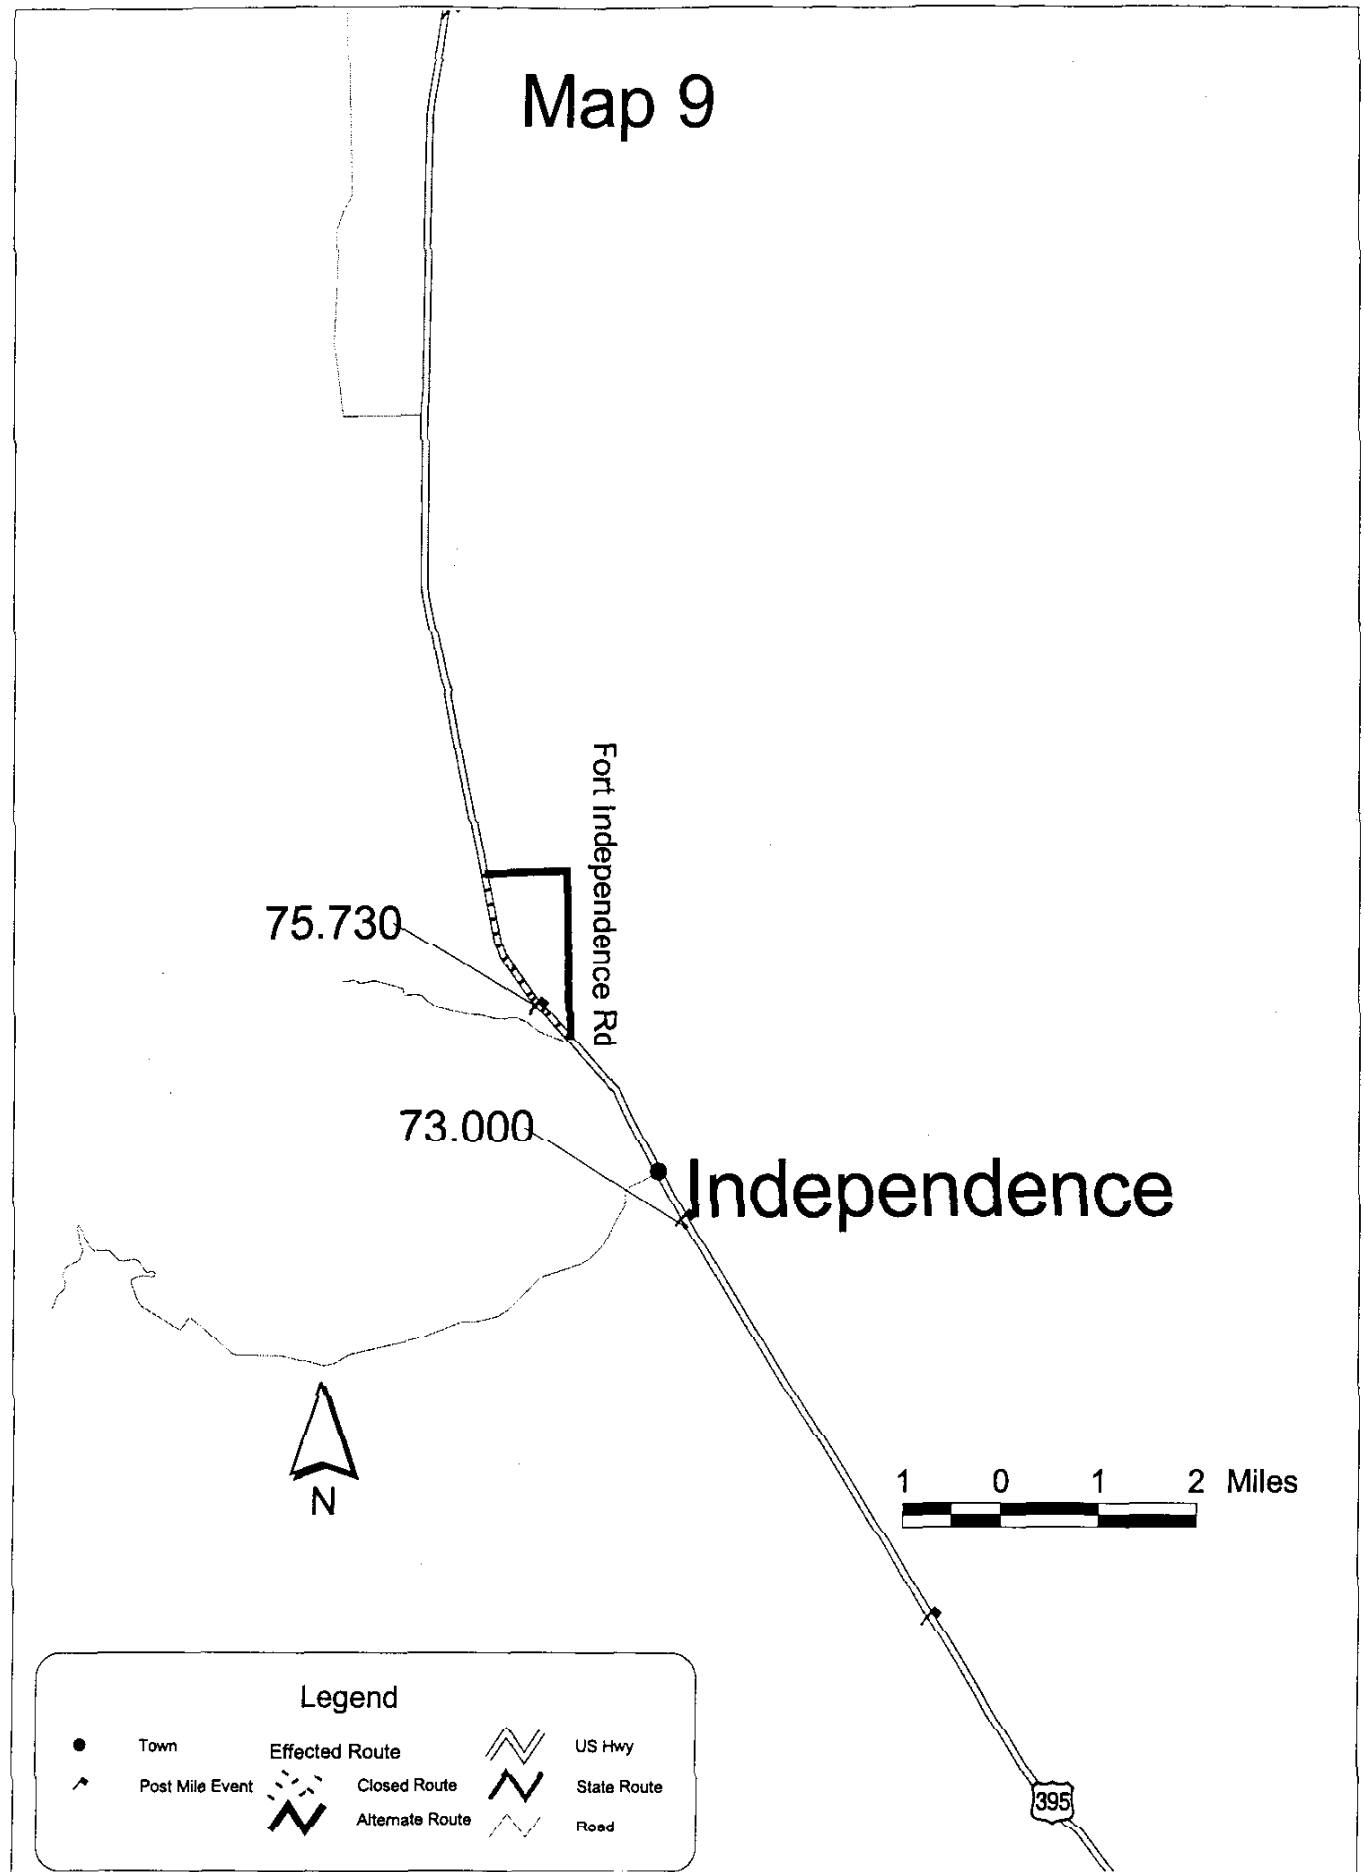 Map 9
Fort Independence Rd
75.730
73.000
Independence
N
1 0 1 2 Miles
395
Legend
Town
Post Mile Event
Effected Route
Closed Route
Alternate Route
US Hwy
State Route
Road